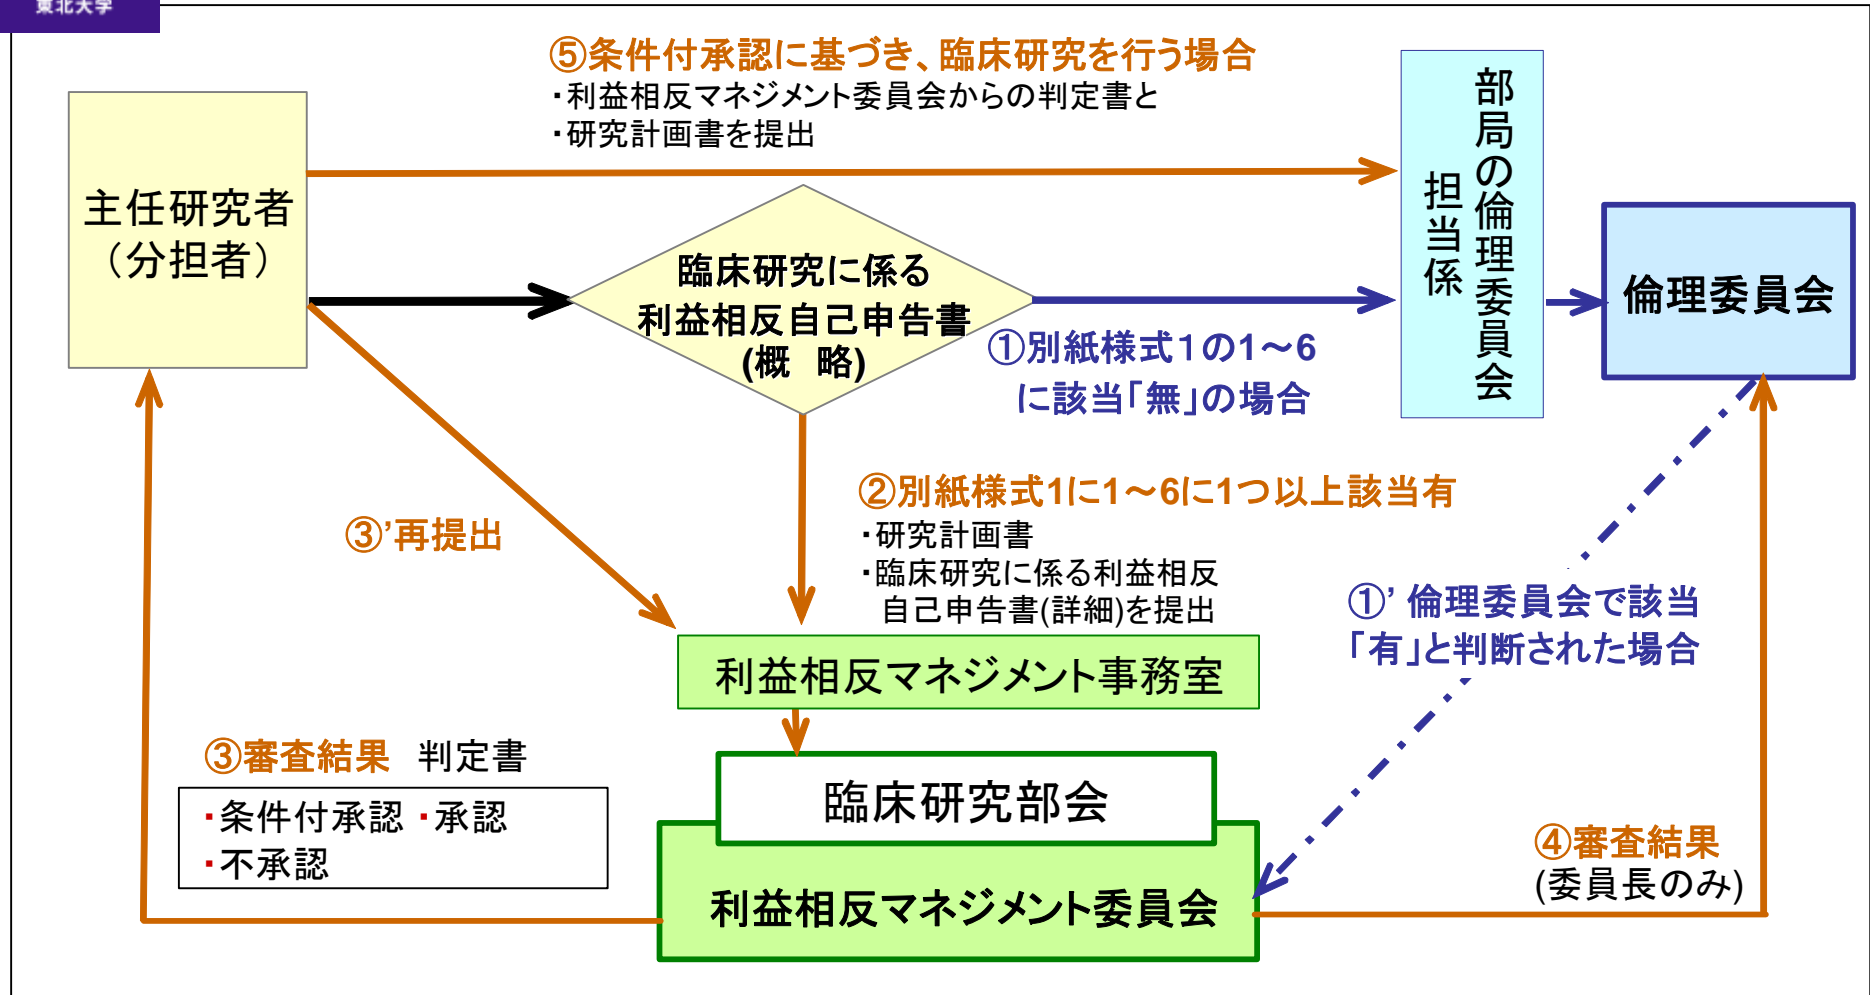 東北大学
⑤条件付承認に基づき、臨床研究を行う場合
・利益相反マネジメント委員会からの判定書と
・研究計画書を提出
主任研究者
（分担者）
部局の倫理委員会
担当係
倫理委員会
臨床研究に係る
利益相反自己申告書
(概　略)
①別紙様式１の1～6
に該当「無」の場合
②別紙様式1に1～6に1つ以上該当有
・研究計画書
・臨床研究に係る利益相反
自己申告書(詳細)を提出
③’再提出
①’ 倫理委員会で該当
「有」と判断された場合
利益相反マネジメント事務室
③審査結果　判定書
・条件付承認 ・承認
・不承認
臨床研究部会
利益相反マネジメント委員会
④審査結果
(委員長のみ)